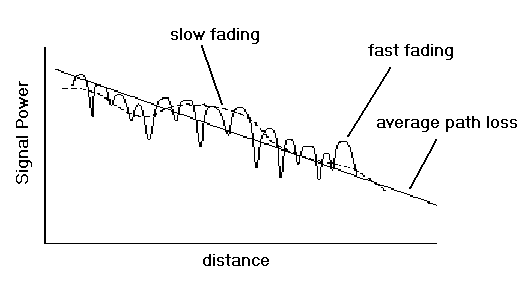 slow fading
fast fading
average path loss
Signal Power
distance